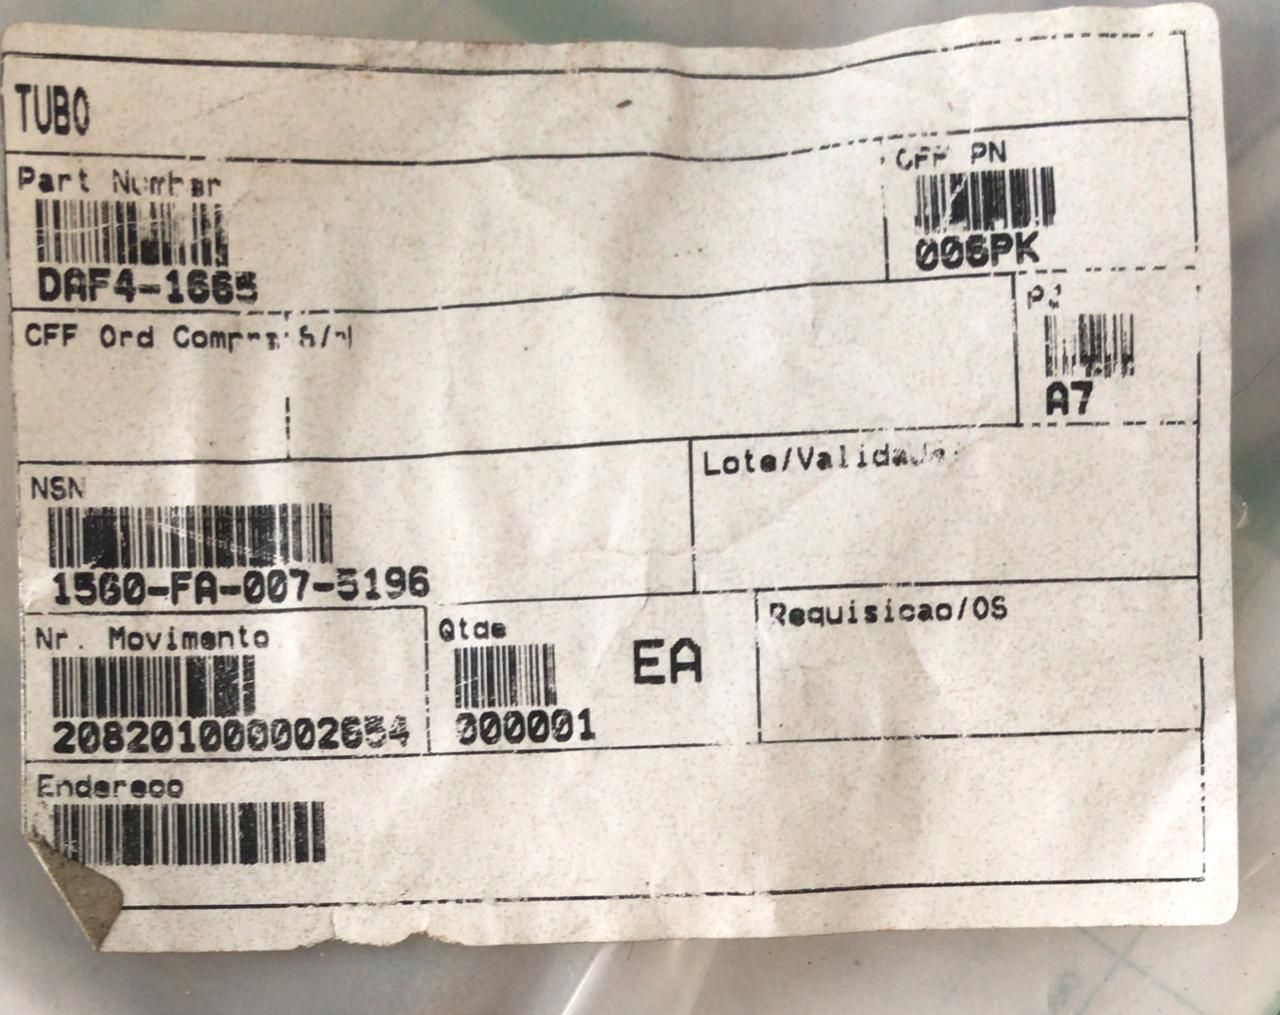 TUBO
Part Number
CFF PN
DAF4-1665
006PK
CFF Ord Compra
S/N
A7
NSN
Lote/Validade
1560-FA-007-5196
Nr. Movimento
Qtde
EA
Requisicao/OS
208201000002654
000001
Endereco